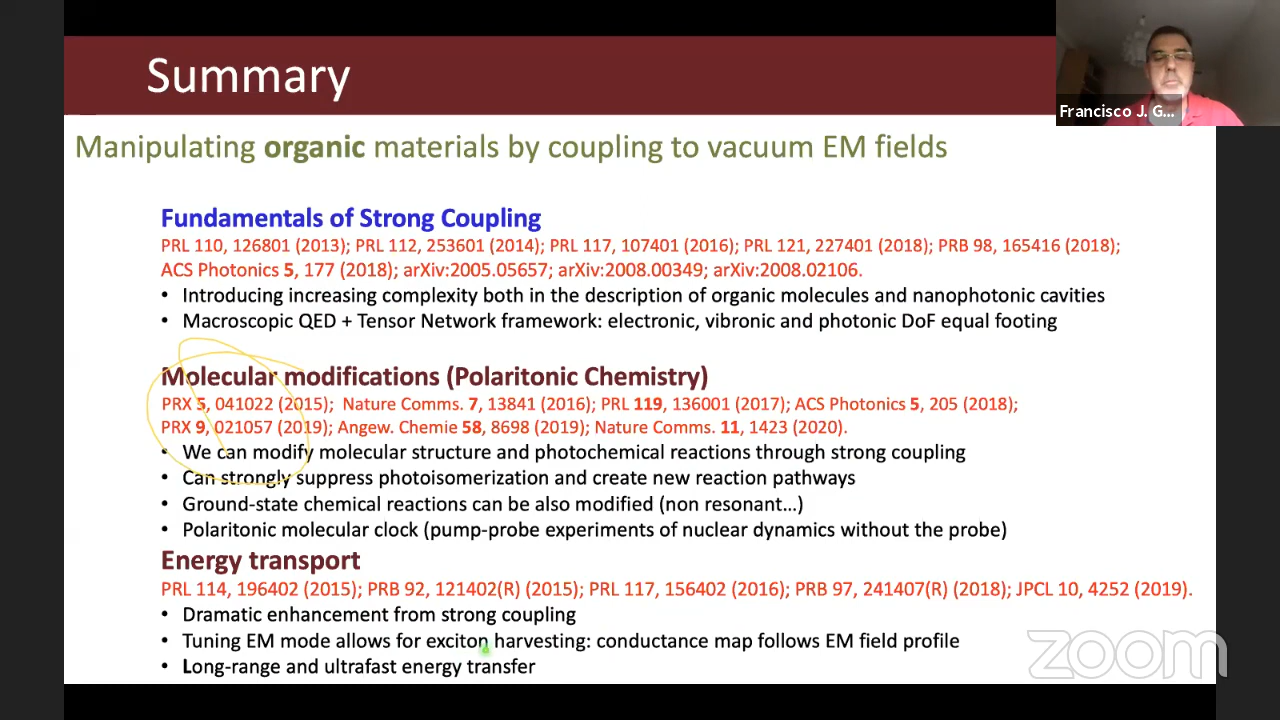 Summary
Francisco J. G...
Manipulating organic materials by coupling to vacuum EM fields
Fundamentals of Strong Coupling
PRL 110, 126801 (2013); PRL 112, 253601 (2014); PRL 117, 107401 (2016); PRL 121, 227401 (2018); PRB 98, 165416 (2018);
ACS Photonics 5, 177 (2018); arXiv:2005.05657; arXiv:2008.00349; arXiv:2008.02106.
• Introducing increasing complexity both in the description of organic molecules and nanophotonic cavities
• Macroscopic QED + Tensor Network framework: electronic, vibronic and photonic DoF equal footing
Molecular modifications (Polaritonic Chemistry)
PRX 5, 041022 (2015); Nature Comms. 7, 13841 (2016); PRL 119, 136001 (2017); ACS Photonics 5, 205 (2018);
PRX 9, 021057 (2019); Angew. Chemie 58, 8698 (2019); Nature Comms. 11, 1423 (2020).
• We can modify molecular structure and photochemical reactions through strong coupling
• Can strongly suppress photoisomerization and create new reaction pathways
• Ground-state chemical reactions can be also modified (non resonant...)
• Polaritonic molecular clock (pump-probe experiments of nuclear dynamics without the probe)
Energy transport
PRL 114, 196402 (2015); PRB 92, 121402(R) (2015); PRL 117, 156402 (2016); PRB 97, 241407(R) (2018); JPCL 10, 4252 (2019).
• Dramatic enhancement from strong coupling
• Tuning EM mode allows for exciton harvesting: conductance map follows EM field profile
• Long-range and ultrafast energy transfer
zoom